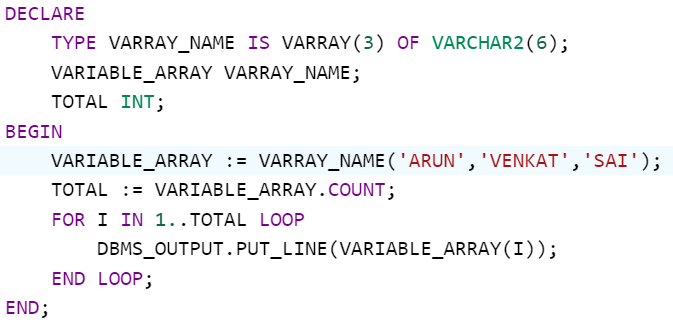 DECLARE
    TYPE VARRAY_NAME IS VARRAY(3) OF VARCHAR2(6);
    VARIABLE_ARRAY VARRAY_NAME;
    TOTAL INT;
BEGIN
    VARIABLE_ARRAY := VARRAY_NAME('ARUN','VENKAT','SAI');
    TOTAL := VARIABLE_ARRAY.COUNT;
    FOR I IN 1..TOTAL LOOP
        DBMS_OUTPUT.PUT_LINE(VARIABLE_ARRAY(I));
    END LOOP;
END;